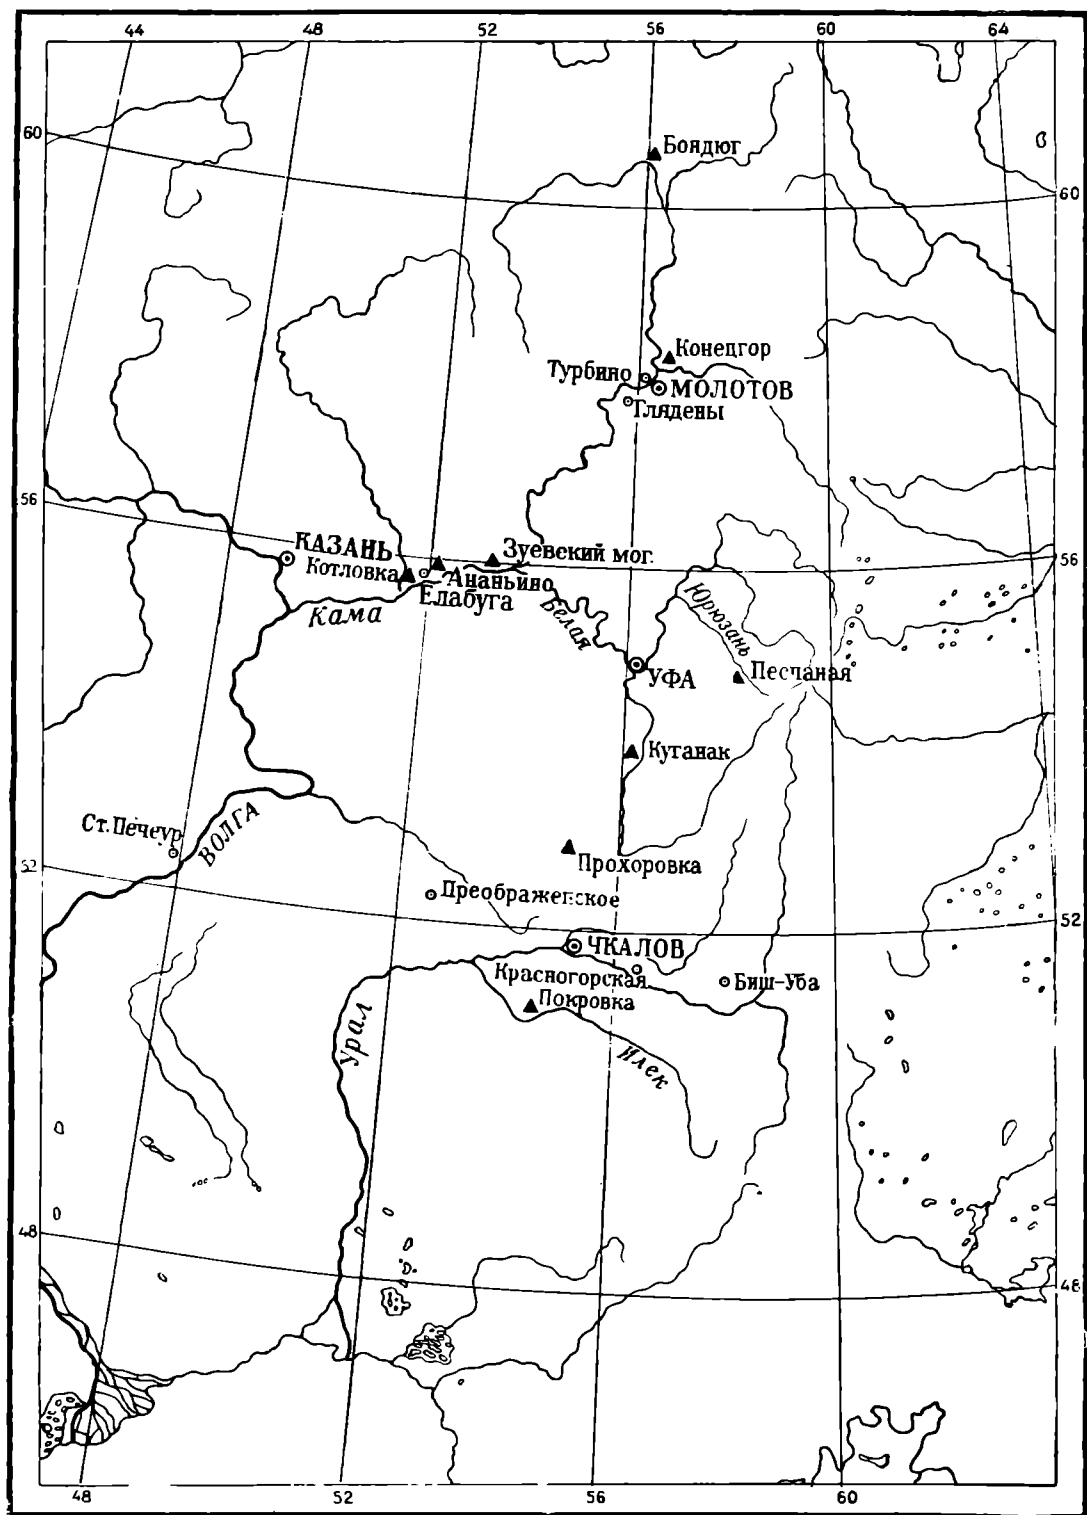 44 48 52 56 60 64
60
Бондюг
60
Конецгор
Турбино
МОЛОТОВ
Глядены
56
КАЗАНЬ
Зуевский мог.
56
Котловка
Ананьино
Елабуга
Кама
Белая
Юрюзань
Песчаная
УФА
Куганак
Ст. Печеур
ВОЛГА
Прохоровка
52
Преображенское
52
ЧКАЛОВ
Красногорская
Биш-Уба
Покровка
Урал
Илек
48
48
48 52 56 60